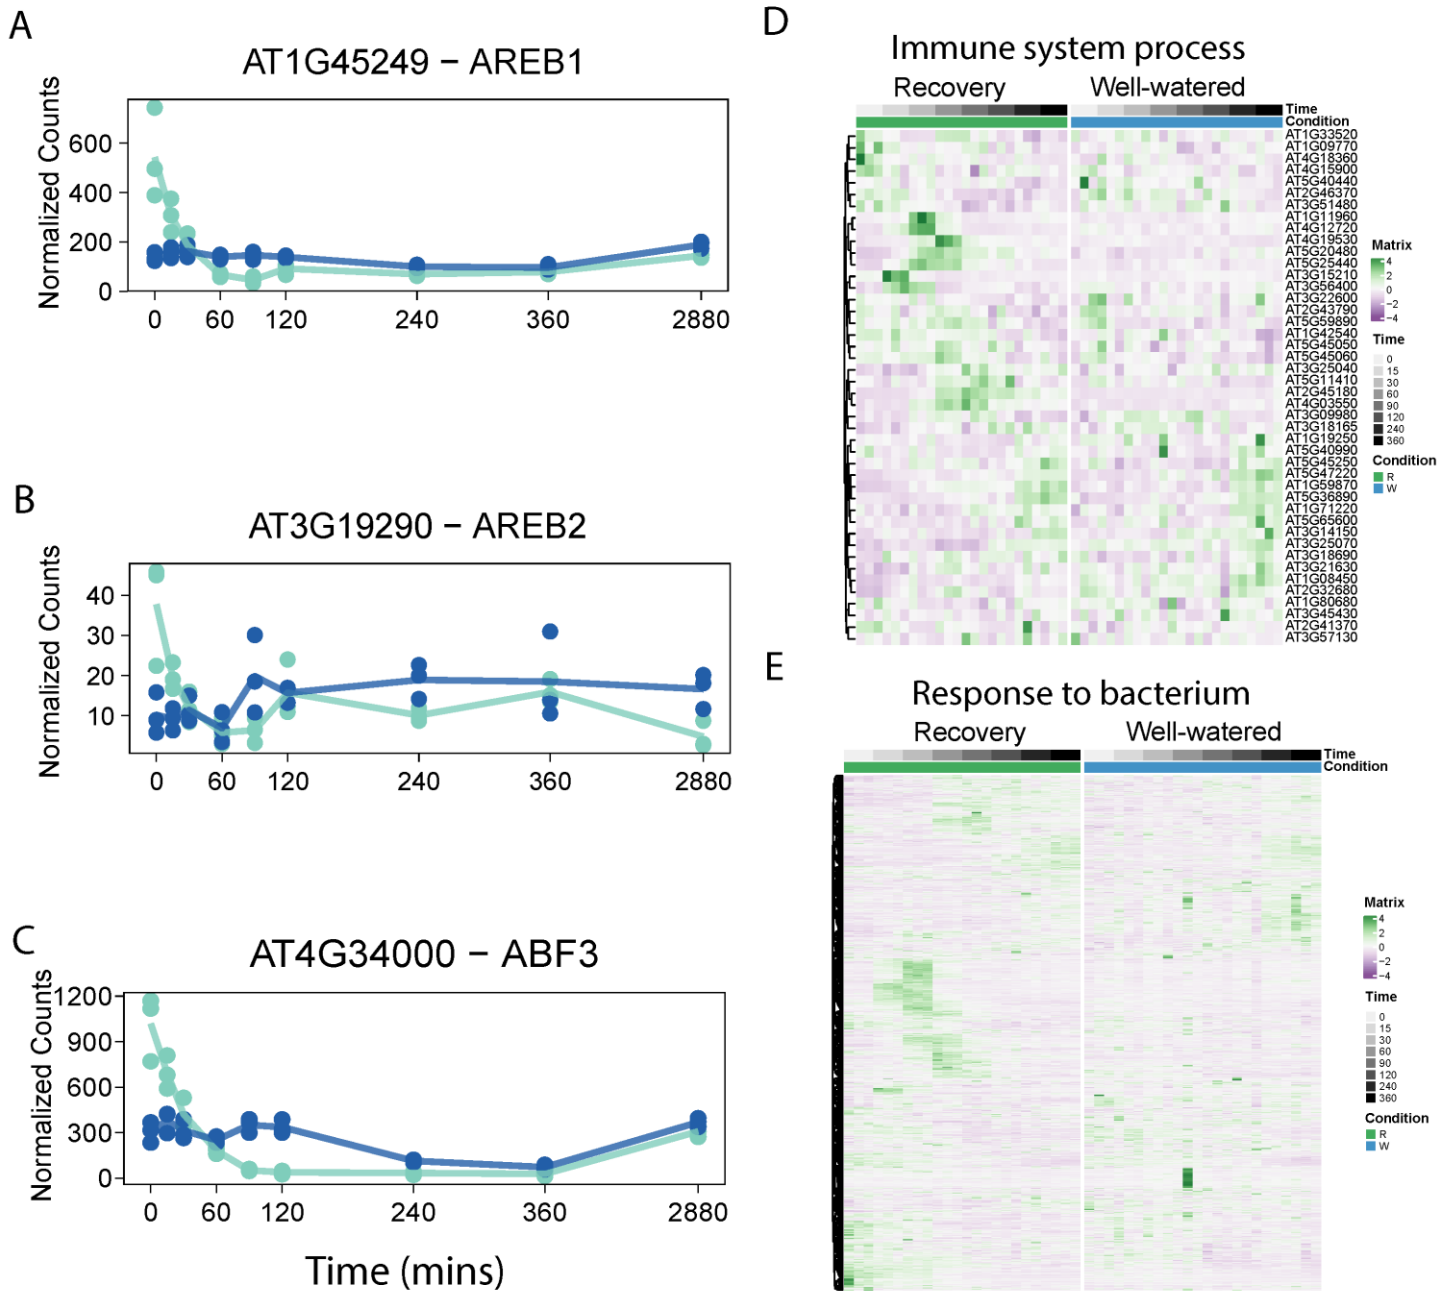 A
AT1G45249 – AREB1
Normalized Counts
600
400
200
0
0 60 120 240 360 2880
B
AT3G19290 – AREB2
Normalized Counts
40
30
20
10
0 60 120 240 360 2880
C
AT4G34000 – ABF3
Normalized Counts
1200
900
600
300
0
0 60 120 240 360 2880
Time (mins)
D
Immune system process
Recovery Well-watered
Time
Condition
AT1G33520
AT1G09770
AT4G18360
AT4G15900
AT5G40440
AT2G46370
AT3G51480
AT1G11960
AT4G12720
AT4G19530
AT5G20480
AT5G25440
AT3G15210
AT3G56400
AT3G22600
AT2G43790
AT5G59890
AT1G42540
AT5G45050
AT5G45060
AT3G25040
AT5G11410
AT2G45180
AT4G03550
AT3G09980
AT3G18165
AT1G19250
AT5G40990
AT5G45250
AT5G47220
AT1G59870
AT5G36890
AT1G71220
AT5G65600
AT3G14150
AT3G25070
AT3G18690
AT3G21630
AT1G08450
AT2G32680
AT1G80680
AT3G45430
AT2G41370
AT3G57130
Matrix
4
2
0
−2
−4
Time
0
15
30
60
90
120
240
360
Condition
R
W
E
Response to bacterium
Recovery Well-watered
Time
Condition
Matrix
4
2
0
−2
−4
Time
0
15
30
60
90
120
240
360
Condition
R
W